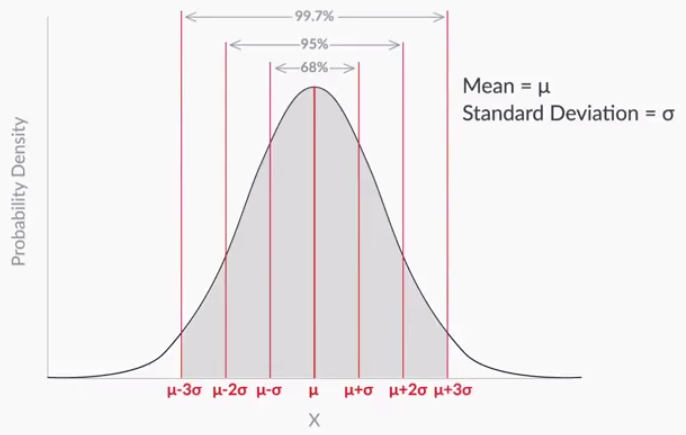 99.7%
95%
68%
Mean = μ
Standard Deviation = σ
Probability Density
μ-3σ μ-2σ μ-σ μ μ+σ μ+2σ μ+3σ
X